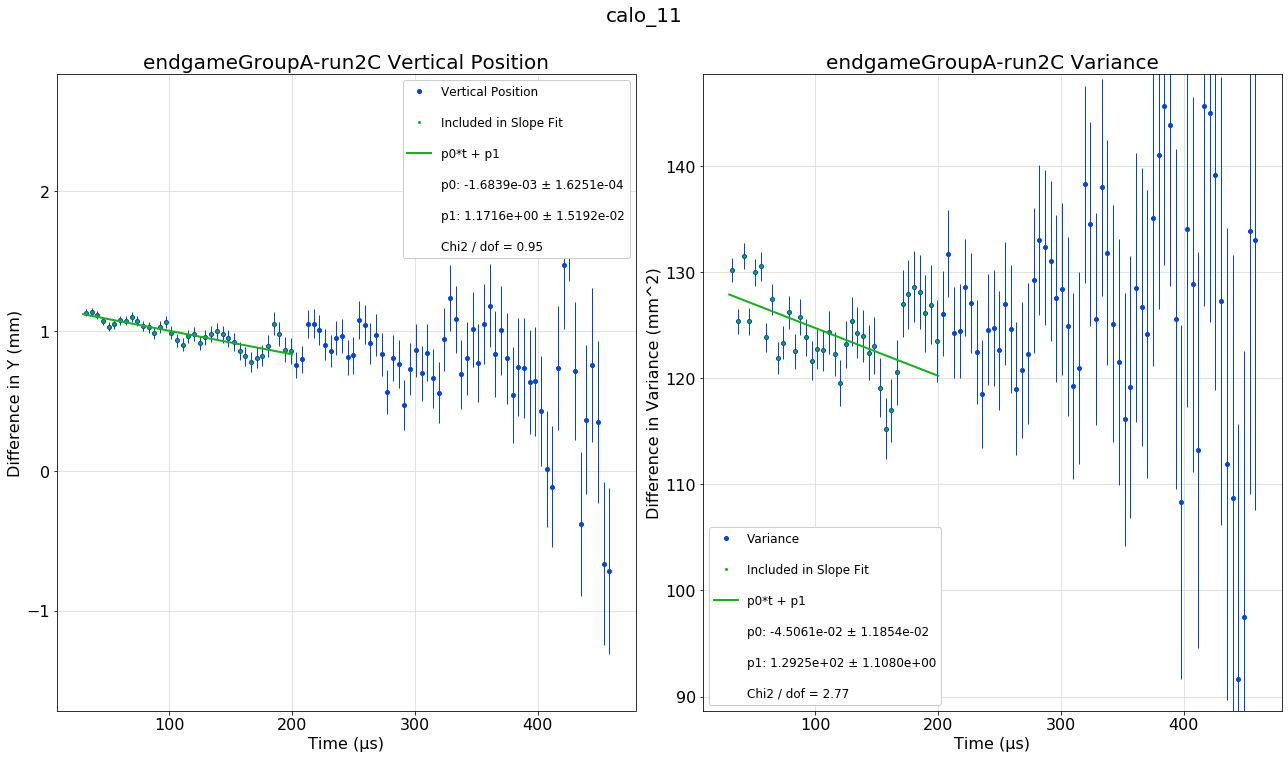 calo_11
endgameGroupA-run2C Vertical Position
Difference in Y (mm)
2
1
0
−1
100
200
300
400
Time (μs)
Vertical Position
Included in Slope Fit
p0*t + p1
p0: -1.6839e-03 ± 1.6251e-04
p1: 1.1716e+00 ± 1.5192e-02
Chi2 / dof = 0.95
endgameGroupA-run2C Variance
Difference in Variance (mm^2)
140
130
120
110
100
90
100
200
300
400
Time (μs)
Variance
Included in Slope Fit
p0*t + p1
p0: -4.5061e-02 ± 1.1854e-02
p1: 1.2925e+02 ± 1.1080e+00
Chi2 / dof = 2.77